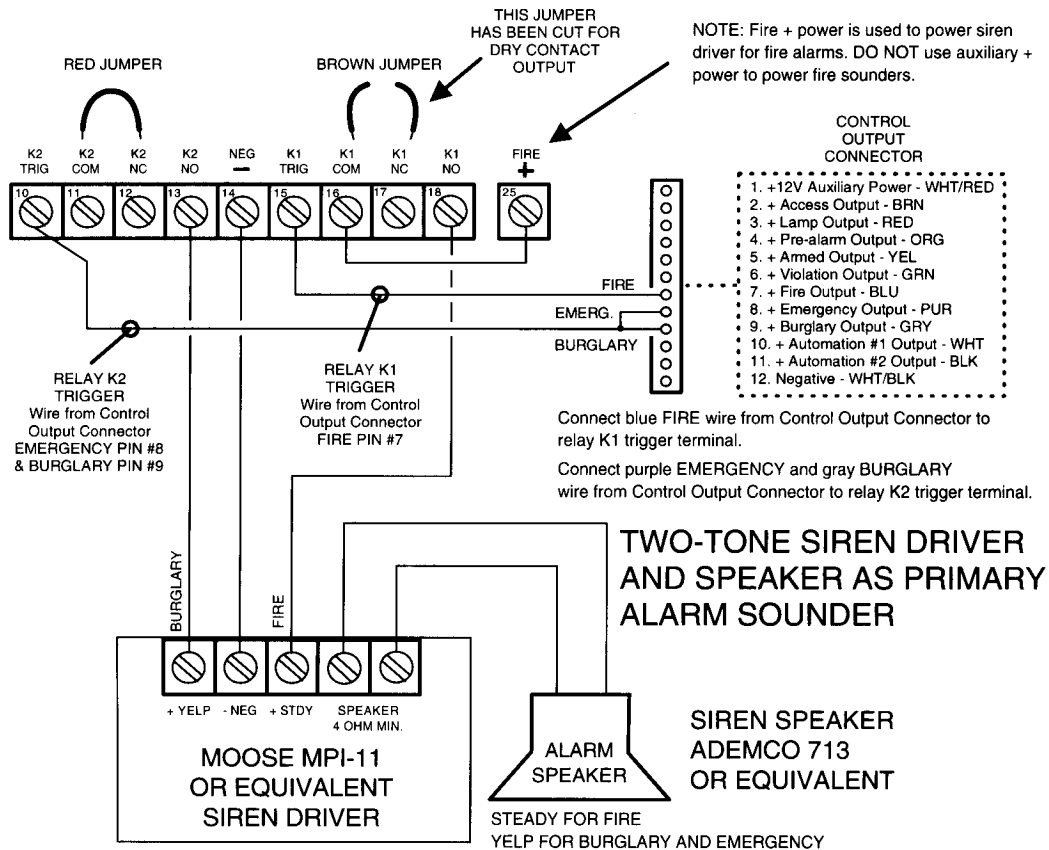 THIS JUMPER
HAS BEEN CUT FOR
DRY CONTACT
OUTPUT
NOTE: Fire + power is used to power siren
driver for fire alarms. DO NOT use auxiliary +
power to power fire sounders.
RED JUMPER
BROWN JUMPER
K2 TRIG
K2 COM
K2 NC
K2 NO
NEG −
K1 TRIG
K1 COM
K1 NC
K1 NO
FIRE +
10
11
12
13
14
15
16
17
18
25
CONTROL
OUTPUT
CONNECTOR
1. +12V Auxiliary Power - WHT/RED
2. + Access Output - BRN
3. + Lamp Output - RED
4. + Pre-alarm Output - ORG
5. + Armed Output - YEL
6. + Violation Output - GRN
7. + Fire Output - BLU
8. + Emergency Output - PUR
9. + Burglary Output - GRY
10. + Automation #1 Output - WHT
11. + Automation #2 Output - BLK
12. Negative - WHT/BLK
FIRE
EMERG.
BURGLARY
RELAY K2
TRIGGER
Wire from Control
Output Connector
EMERGENCY PIN #8
& BURGLARY PIN #9
RELAY K1
TRIGGER
Wire from Control
Output Connector
FIRE PIN #7
Connect blue FIRE wire from Control Output Connector to
relay K1 trigger terminal.
Connect purple EMERGENCY and gray BURGLARY
wire from Control Output Connector to relay K2 trigger terminal.
TWO-TONE SIREN DRIVER
AND SPEAKER AS PRIMARY
ALARM SOUNDER
BURGLARY
FIRE
+ YELP
- NEG
+ STDY
SPEAKER
4 OHM MIN.
MOOSE MPI-11
OR EQUIVALENT
SIREN DRIVER
ALARM
SPEAKER
SIREN SPEAKER
ADEMCO 713
OR EQUIVALENT
STEADY FOR FIRE
YELP FOR BURGLARY AND EMERGENCY